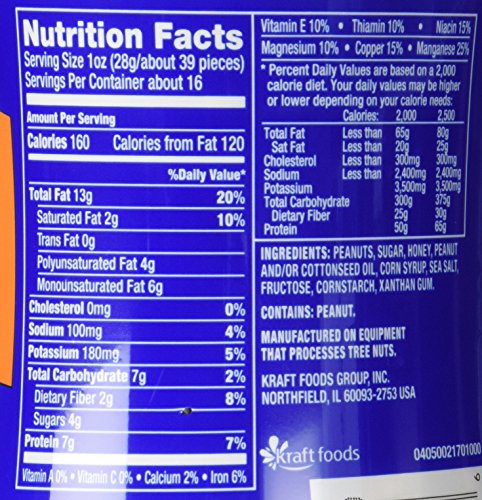 Nutrition Facts
Serving Size 1oz (28g/about 39 pieces)
Servings Per Container about 16
Amount Per Serving
Calories 160 Calories from Fat 120
%Daily Value*
Total Fat 13g 20%
Saturated Fat 2g 10%
Trans Fat 0g
Polyunsaturated Fat 4g
Monounsaturated Fat 6g
Cholesterol 0mg 0%
Sodium 100mg 4%
Potassium 180mg 5%
Total Carbohydrate 7g 2%
Dietary Fiber 2g 8%
Sugars 4g
Protein 7g 7%
Vitamin A 0% • Vitamin C 0% • Calcium 2% • Iron 6%
Vitamin E 10% • Thiamin 10% • Niacin 15%
Magnesium 10% • Copper 15% • Manganese 25%
* Percent Daily Values are based on a 2,000
calorie diet. Your daily values may be higher
or lower depending on your calorie needs:
Calories: 2,000 2,500
Total Fat Less than 65g 80g
Sat Fat Less than 20g 25g
Cholesterol Less than 300mg 300mg
Sodium Less than 2,400mg 2,400mg
Potassium 3,500mg 3,500mg
Total Carbohydrate 300g 375g
Dietary Fiber 25g 30g
Protein 50g 65g
INGREDIENTS: PEANUTS, SUGAR, HONEY, PEANUT
AND/OR COTTONSEED OIL, CORN SYRUP, SEA SALT,
FRUCTOSE, CORNSTARCH, XANTHAN GUM.
CONTAINS: PEANUT.
MANUFACTURED ON EQUIPMENT
THAT PROCESSES TREE NUTS.
KRAFT FOODS GROUP, INC.
NORTHFIELD, IL 60093-2753 USA
kraft foods 04050021701000